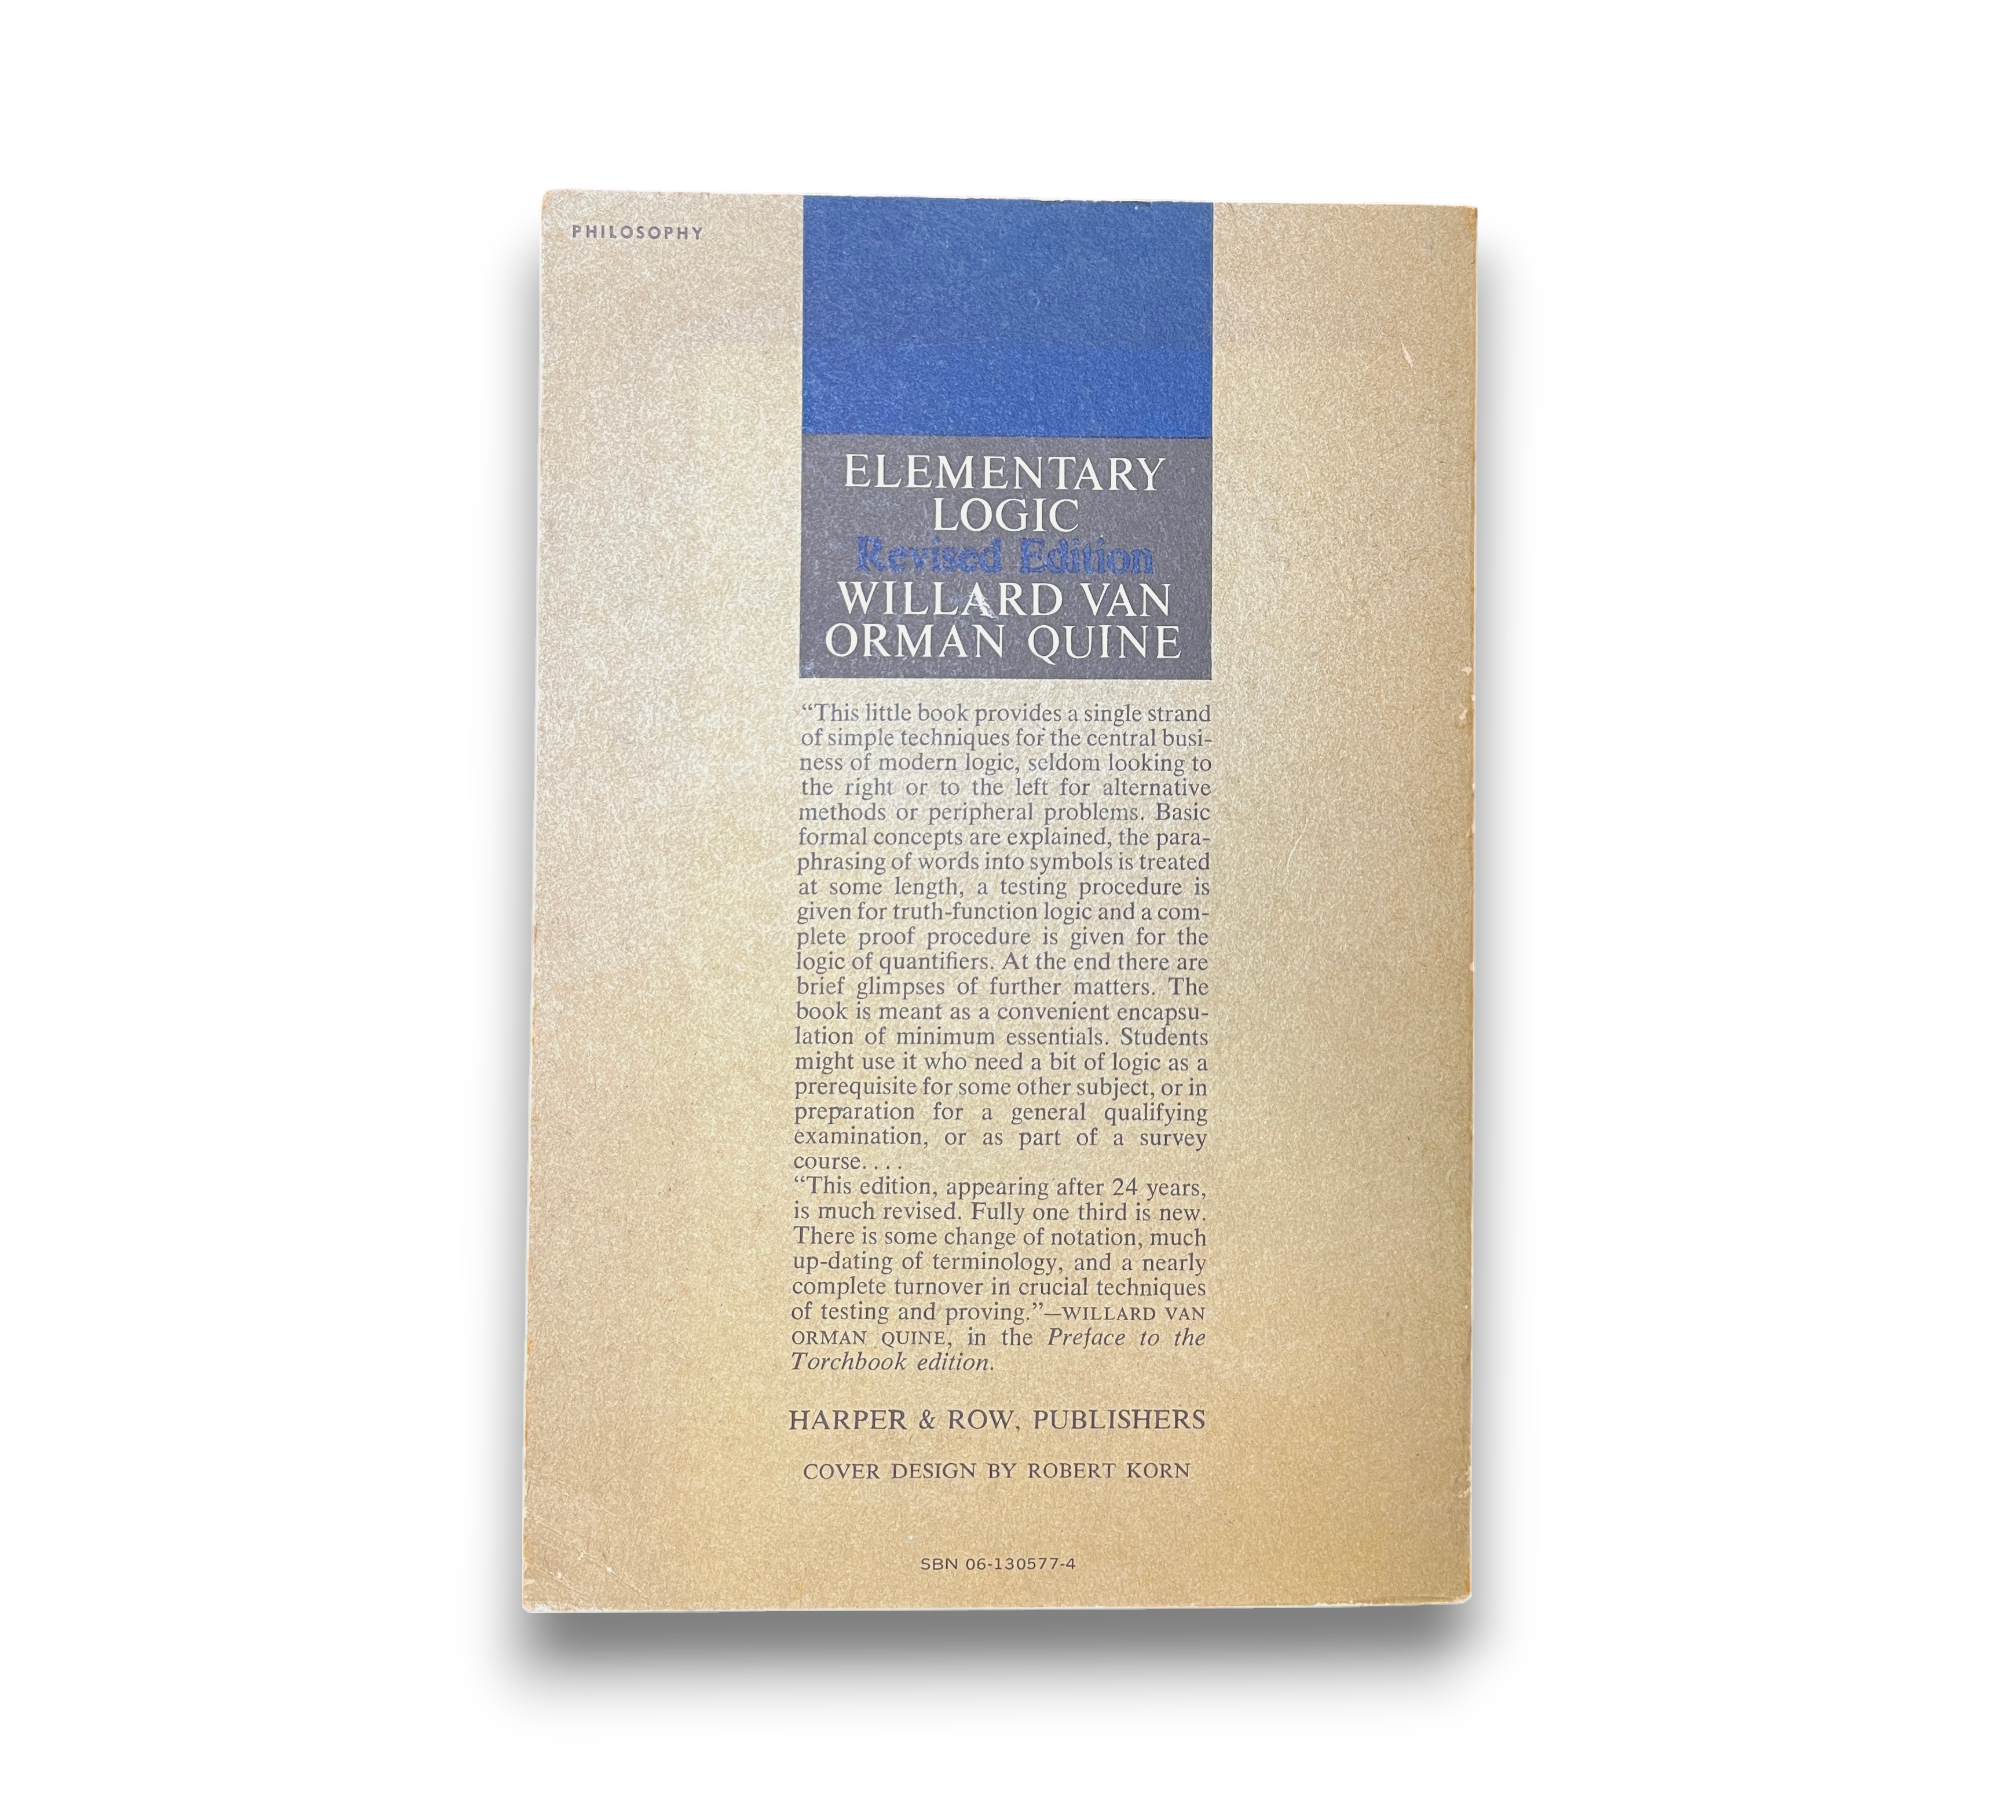 PHILOSOPHY
ELEMENTARY
LOGIC
Revised Edition
WILLARD VAN
ORMAN QUINE
“This little book provides a single strand
of simple techniques for the central busi-
ness of modern logic, seldom looking to
the right or to the left for alternative
methods or peripheral problems. Basic
formal concepts are explained, the para-
phrasing of words into symbols is treated
at some length, a testing procedure is
given for truth-function logic and a com-
plete proof procedure is given for the
logic of quantifiers. At the end there are
brief glimpses of further matters. The
book is meant as a convenient encapsu-
lation of minimum essentials. Students
might use it who need a bit of logic as a
prerequisite for some other subject, or in
preparation for a general qualifying
examination, or as part of a survey
course. . . .
“This edition, appearing after 24 years,
is much revised. Fully one third is new.
There is some change of notation, much
up-dating of terminology, and a nearly
complete turnover in crucial techniques
of testing and proving.”—WILLARD VAN
ORMAN QUINE, in the Preface to the
Torchbook edition.
HARPER & ROW, PUBLISHERS
COVER DESIGN BY ROBERT KORN
SBN 06-130577-4